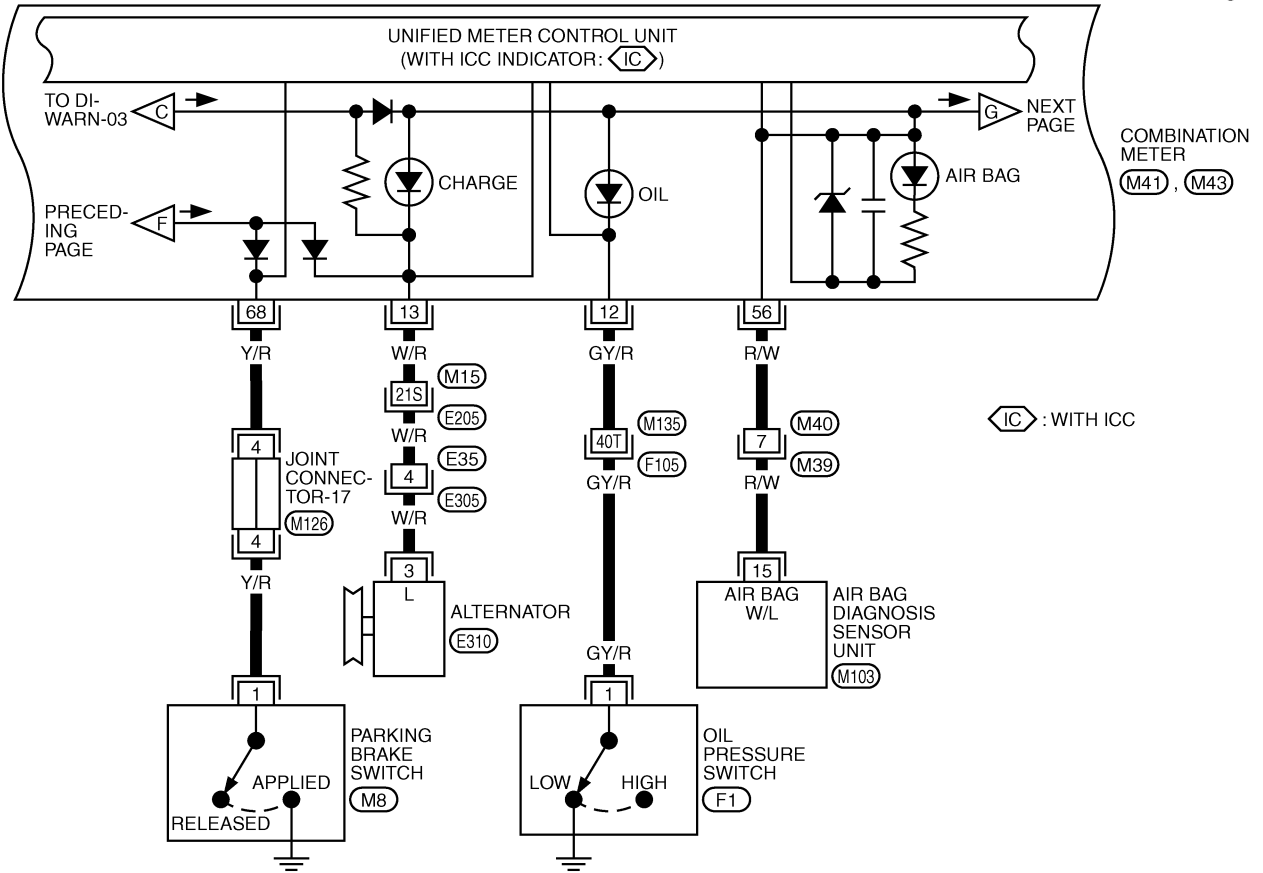 UNIFIED METER CONTROL UNIT
(WITH ICC INDICATOR: IC )
TO DI-
WARN-03
C
G
NEXT
PAGE
CHARGE
OIL
AIR BAG
COMBINATION
METER
M41 , M43
PRECED-
ING
PAGE
F
68
13
12
56
Y/R
W/R
GY/R
R/W
M15
21S
E205
W/R
E35
4
E305
W/R
M135
40T
F105
GY/R
M40
7
M39
R/W
IC : WITH ICC
4
JOINT
CONNEC-
TOR-17
M126
4
Y/R
3
L
ALTERNATOR
E310
15
AIR BAG
W/L
AIR BAG
DIAGNOSIS
SENSOR
UNIT
M103
GY/R
1
PARKING
BRAKE
SWITCH
M8
APPLIED
RELEASED
1
OIL
PRESSURE
SWITCH
F1
LOW
HIGH